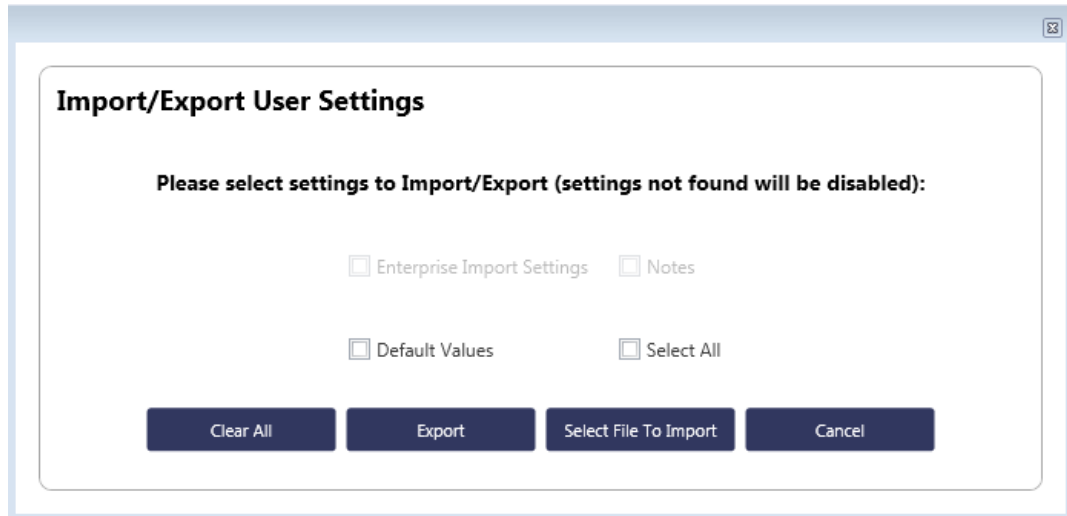 Import/Export User Settings
Please select settings to Import/Export (settings not found will be disabled):
Enterprise Import Settings Notes
Default Values Select All
Clear All Export Select File To Import Cancel